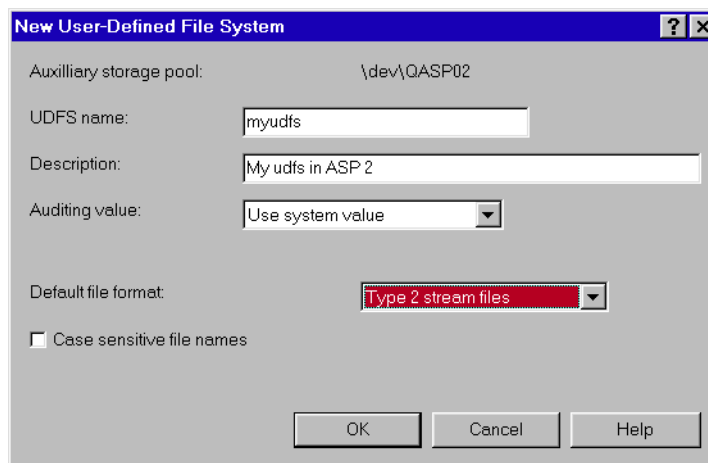 New User-Defined File System
Auxilliary storage pool: \dev\QASP02
UDFS name: myudfs
Description: My udfs in ASP 2
Auditing value: Use system value
Default file format: Type 2 stream files
Case sensitive file names
OK Cancel Help